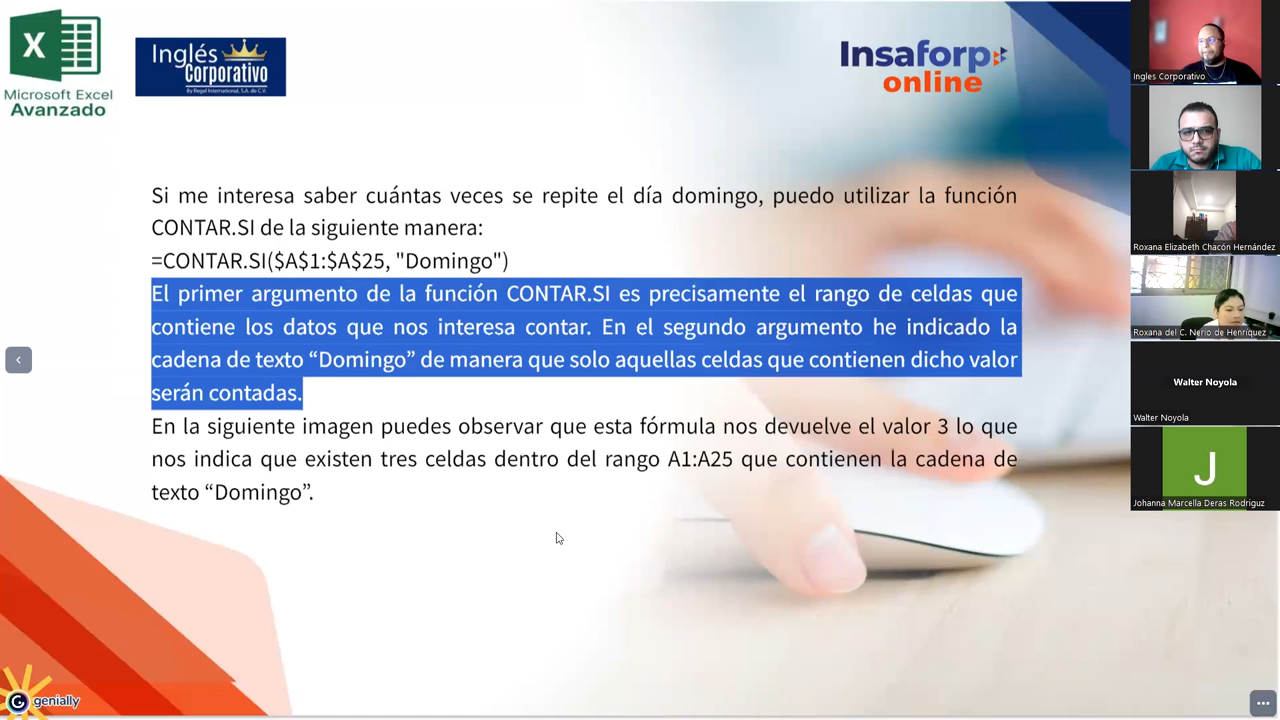 X
Microsoft Excel
Avanzado
Inglés
Corporativo
By Regal International, S.A. de C.V.
Insaforp
online
Si me interesa saber cuántas veces se repite el día domingo, puedo utilizar la función
CONTAR.SI de la siguiente manera:
=CONTAR.SI($A$1:$A$25, "Domingo")
El primer argumento de la función CONTAR.SI es precisamente el rango de celdas que
contiene los datos que nos interesa contar. En el segundo argumento he indicado la
cadena de texto “Domingo” de manera que solo aquellas celdas que contienen dicho valor
serán contadas.
En la siguiente imagen puedes observar que esta fórmula nos devuelve el valor 3 lo que
nos indica que existen tres celdas dentro del rango A1:A25 que contienen la cadena de
texto “Domingo”.
genially
Ingles Corporativo
Roxana Elizabeth Chacón Hernández
Roxana del C. Nerio de Henríquez
Walter Noyola
Walter Noyola
J
Johanna Marcella Deras Rodríguz